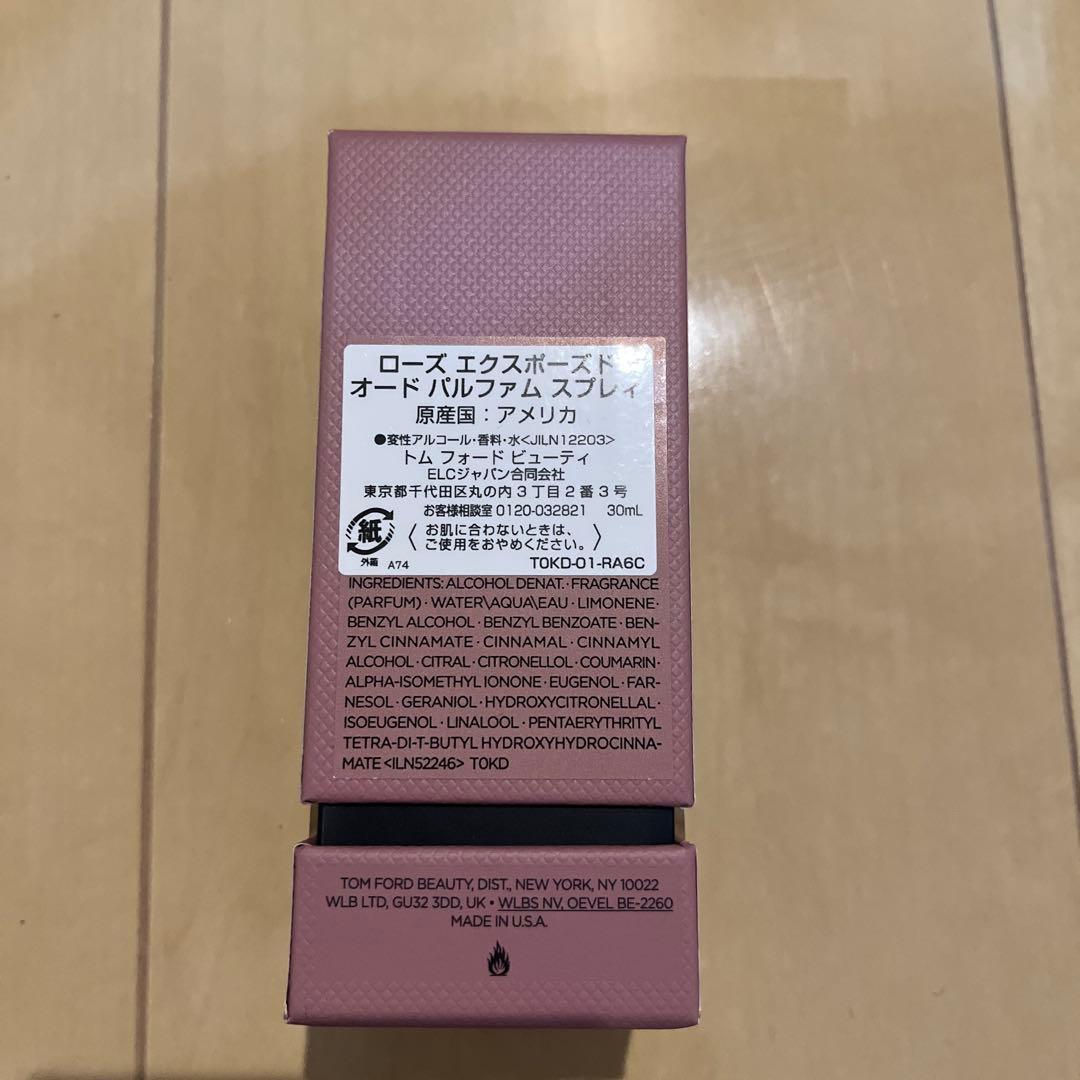 ローズ エクスポーズド
オード パルファム スプレィ
原産国：アメリカ
●変性アルコール・香料・水<JILN12203>
トム フォード ビューティ
ELCジャパン合同会社
東京都千代田区丸の内3丁目2番3号
お客様相談室 0120-032821 30mL
紙
外箱 A74
〈お肌に合わないときは、
ご使用をおやめください。〉
T0KD-01-RA6C
INGREDIENTS: ALCOHOL DENAT. · FRAGRANCE
(PARFUM) · WATER\AQUA\EAU · LIMONENE ·
BENZYL ALCOHOL · BENZYL BENZOATE · BEN-
ZYL CINNAMATE · CINNAMAL · CINNAMYL
ALCOHOL · CITRAL · CITRONELLOL · COUMARIN ·
ALPHA-ISOMETHYL IONONE · EUGENOL · FAR-
NESOL · GERANIOL · HYDROXYCITRONELLAL ·
ISOEUGENOL · LINALOOL · PENTAERYTHRITYL
TETRA-DI-T-BUTYL HYDROXYHYDROCINNA-
MATE <ILN52246> T0KD
TOM FORD BEAUTY, DIST., NEW YORK, NY 10022
WLB LTD, GU32 3DD, UK • WLBS NV, OEVEL BE-2260
MADE IN U.S.A.